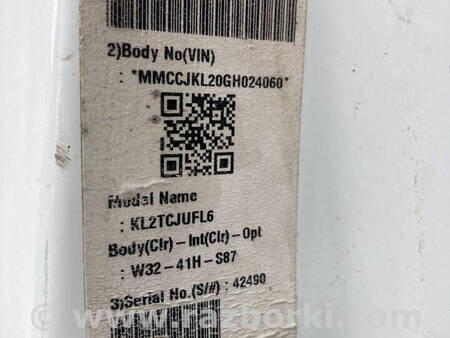 2)Body No(VIN)
: *MMCCJKL20GH024060*
Model Name
: KL2TCJUFL6
Body(Clr)-Int(Clr)-Opt
: W32-41H-S87
3)Serial No.(S/#) : 42490
www.razborki.com